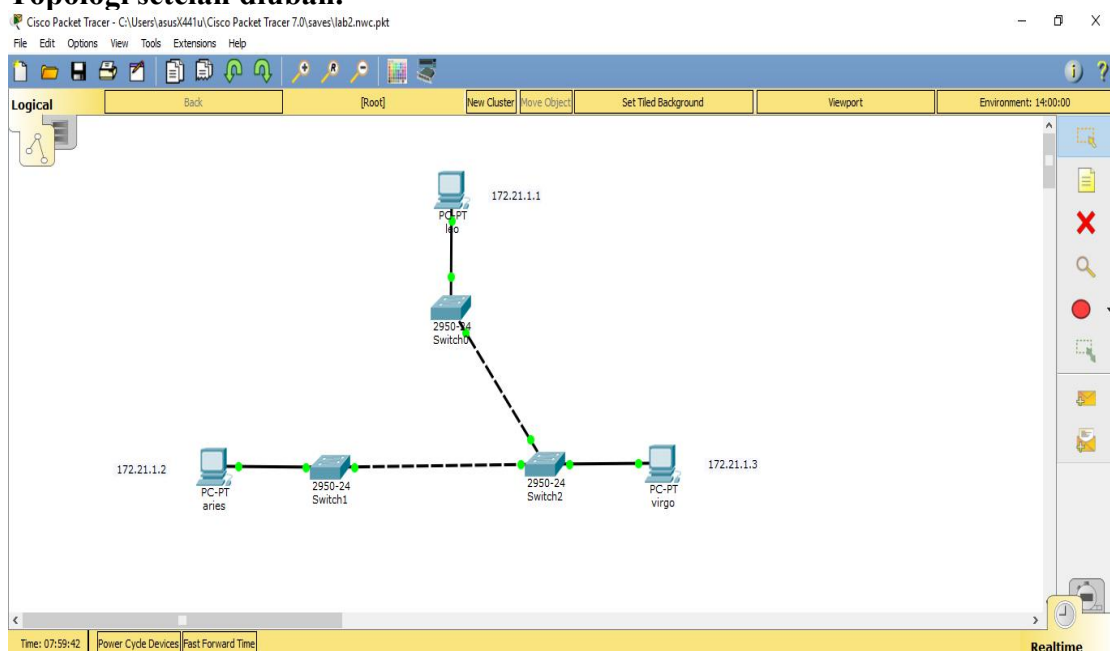 Topologi setelah diubah:
Cisco Packet Tracer - C:\Users\asusX441u\Cisco Packet Tracer 7.0\saves\lab2.nwc.pkt
File Edit Options View Tools Extensions Help
Logical Back [Root] New Cluster Move Object Set Tiled Background Viewport Environment: 14:00:00
172.21.1.1
PC-PT
leo
2950-24
Switch0
172.21.1.2
PC-PT
aries
2950-24
Switch1
2950-24
Switch2
172.21.1.3
PC-PT
virgo
Time: 07:59:42 Power Cycle Devices Fast Forward Time Realtime